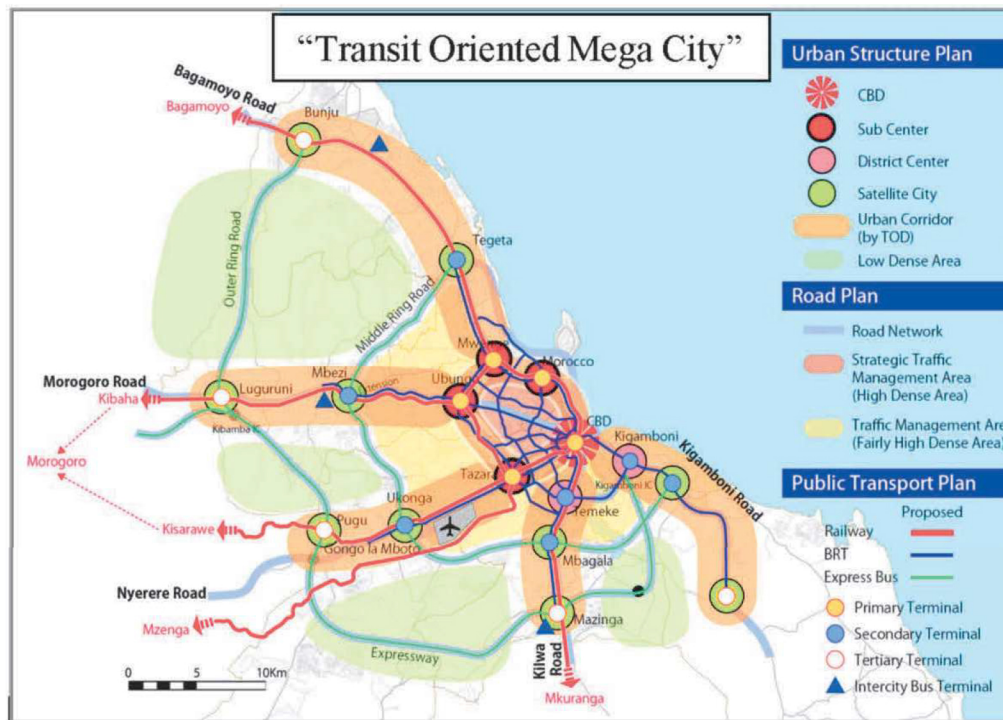 "Transit Oriented Mega City"
Bagamoyo Road
Bagamoyo
Bunju
Outer Ring Road
Tegeta
Middle Ring Road
Morocco
Morogoro Road
Kibaha
Luguruni
Mbezi
Extension
Kibamba IC
CBD
Kigamboni
Kigamboni IC
Kigamboni Road
Morogoro
Ukonga
Temeke
Kisarawe
Pugu
Gongo la Mboto
Mbagala
Nyerere Road
Mzenga
Mazinga
Expressway
Kilwa
Road
Mkuranga
0 5 10Km
Urban Structure Plan
CBD
Sub Center
District Center
Satellite City
Urban Corridor
(by TOD)
Low Dense Area
Road Plan
Road Network
Strategic Traffic
Management Area
(High Dense Area)
Traffic Management Are
(Fairly High Dense Area)
Public Transport Plan
Proposed
Railway
BRT
Express Bus
Primary Terminal
Secondary Terminal
Tertiary Terminal
Intercity Bus Terminal